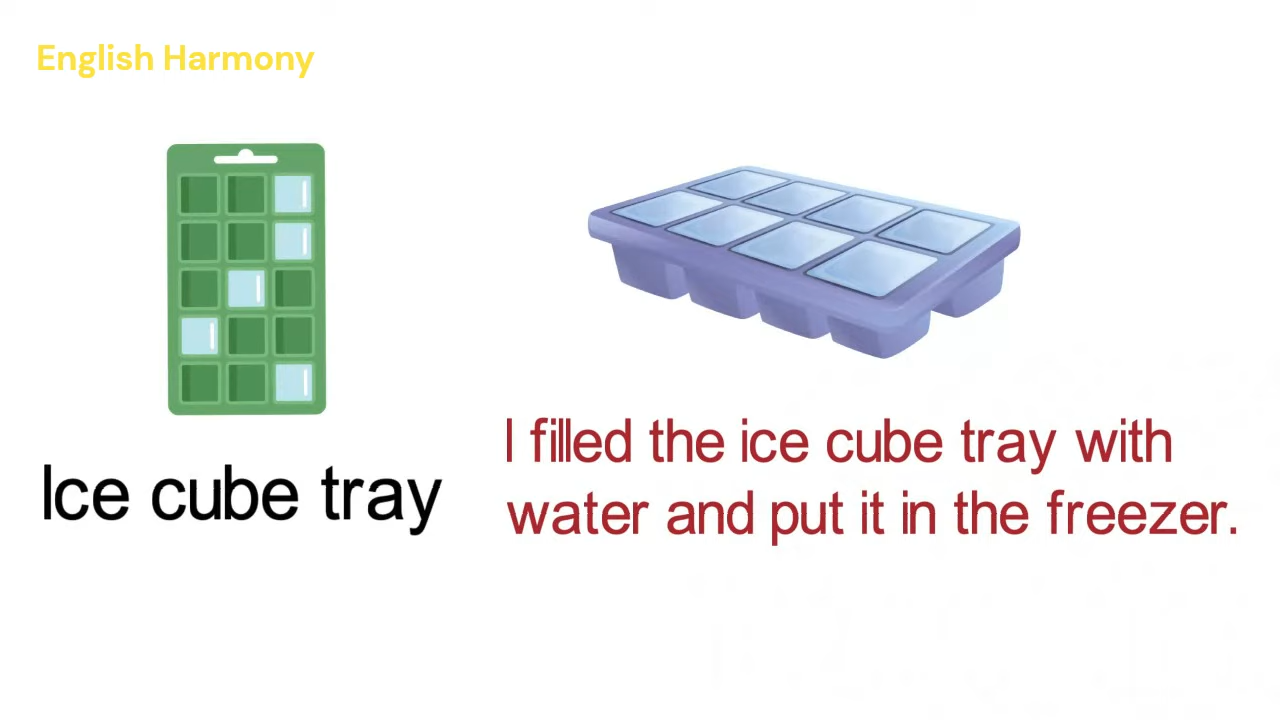 English Harmony
Ice cube tray
I filled the ice cube tray with
water and put it in the freezer.